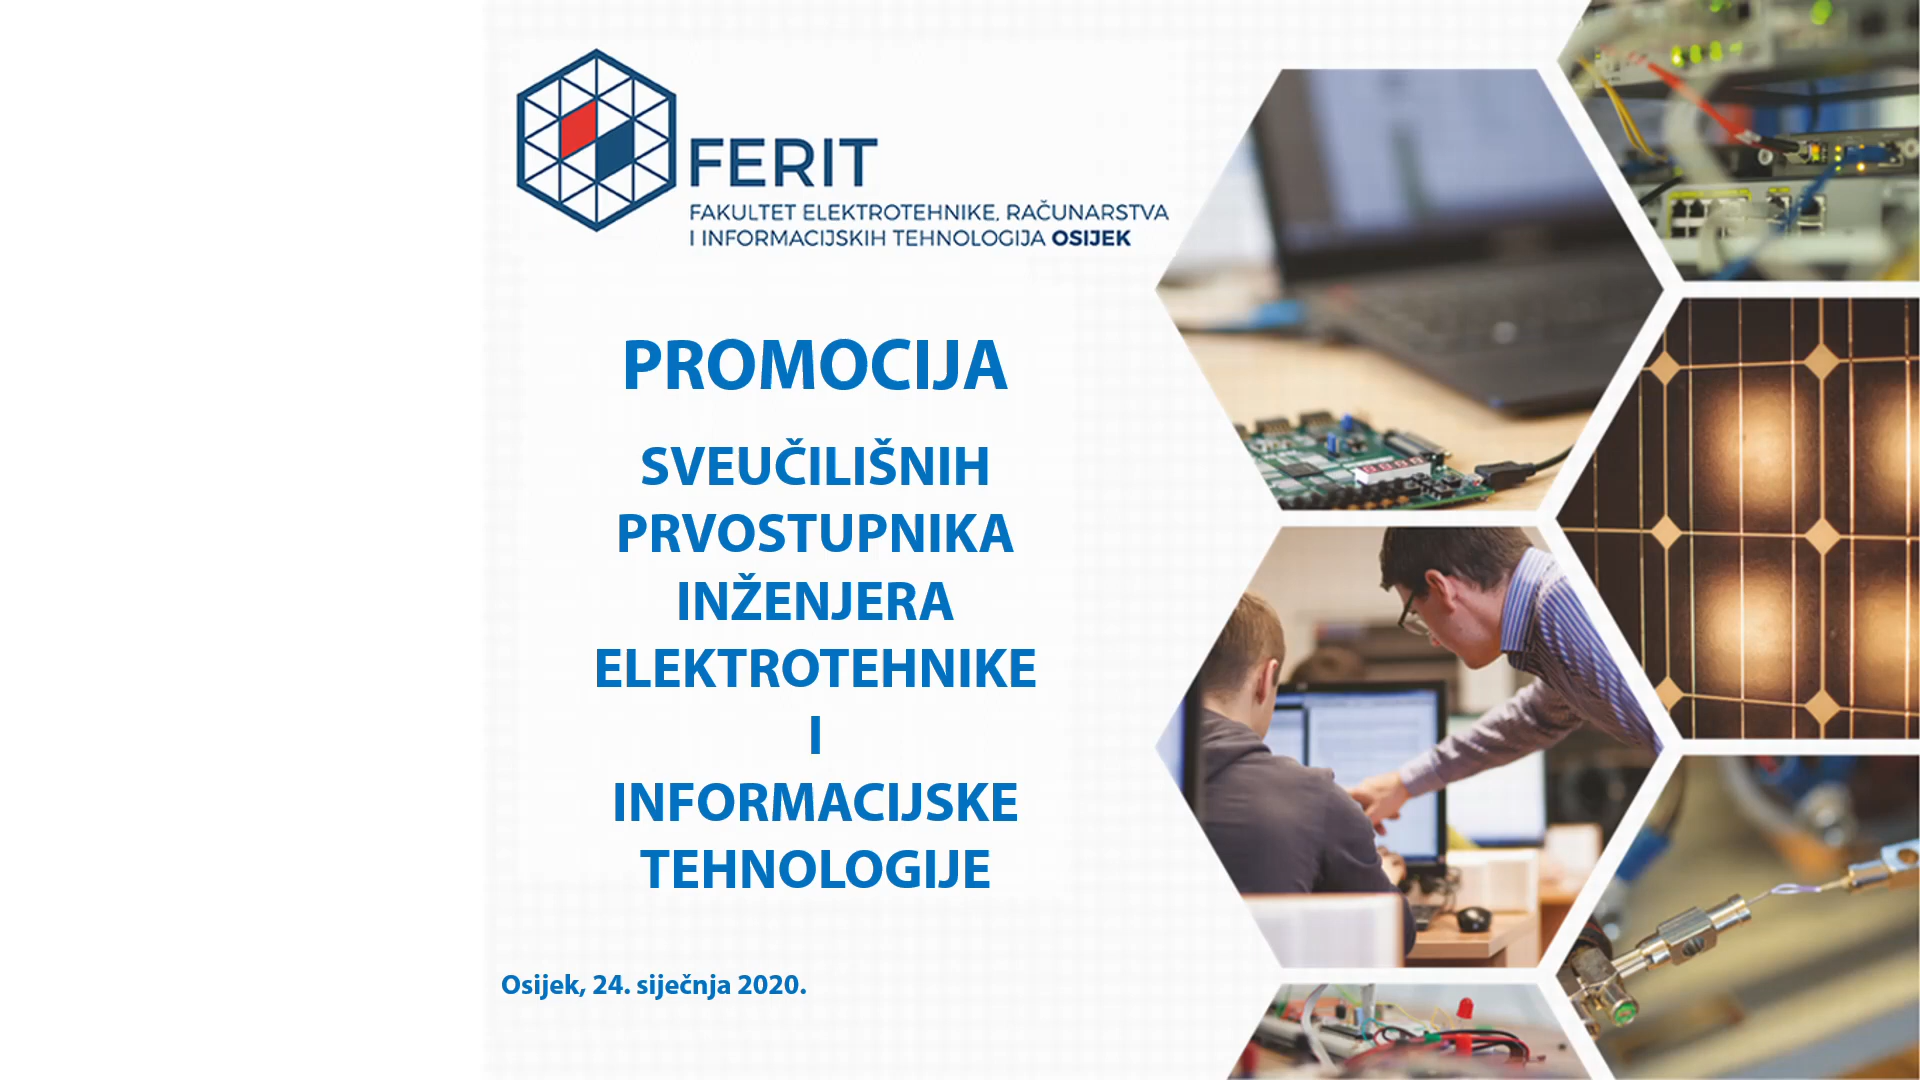 FERIT
FAKULTET ELEKTROTEHNIKE, RAČUNARSTVA
I INFORMACIJSKIH TEHNOLOGIJA OSIJEK
PROMOCIJA
SVEUČILIŠNIH
PRVOSTUPNIKA
INŽENJERA
ELEKTROTEHNIKE
I
INFORMACIJSKE
TEHNOLOGIJE
Osijek, 24. siječnja 2020.